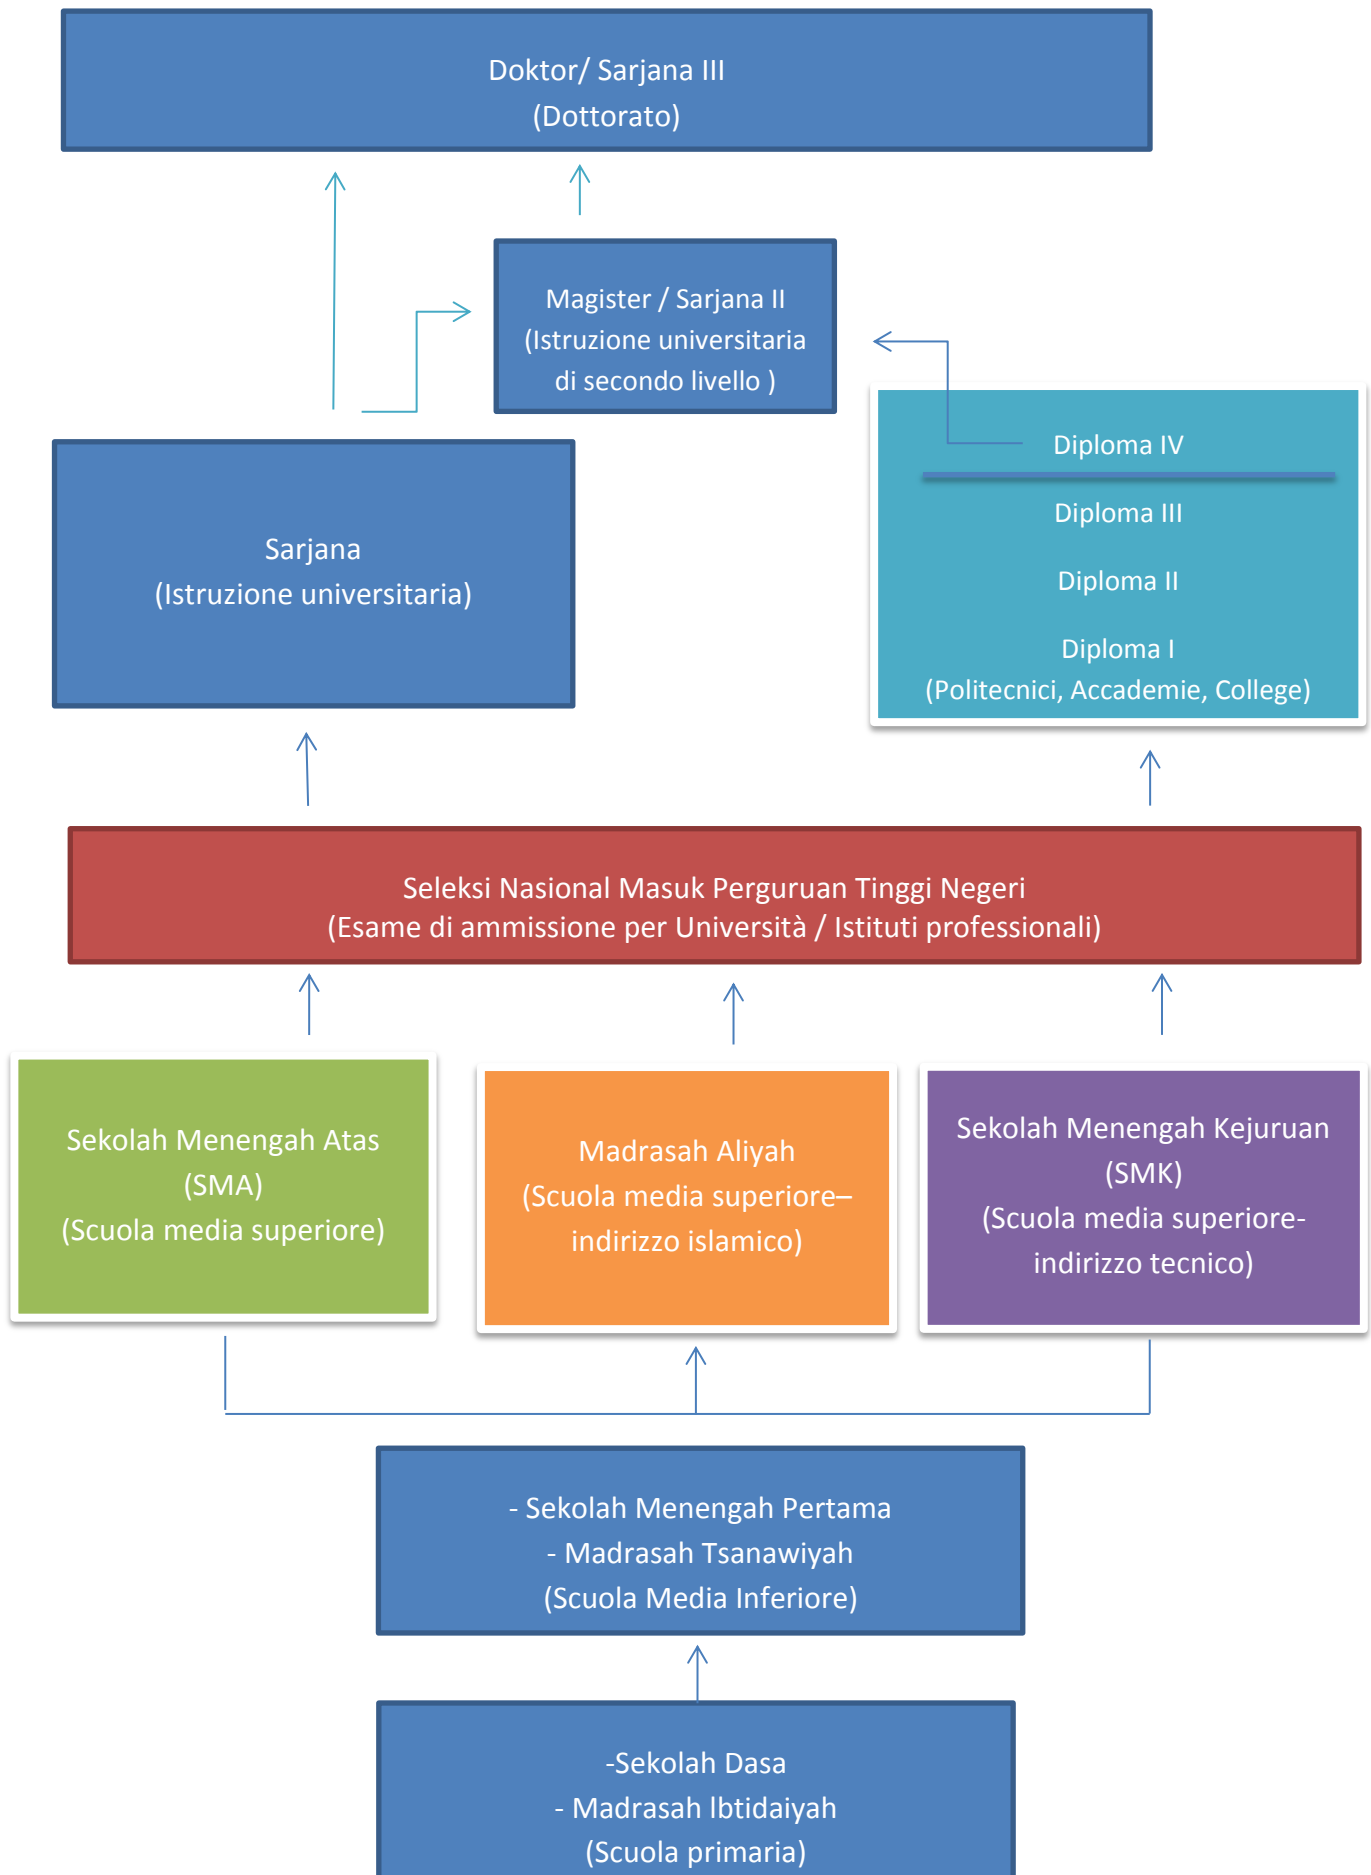 Doktor/ Sarjana III
(Dottorato)
Magister / Sarjana II
(Istruzione universitaria
di secondo livello )
Diploma IV
Diploma III
Diploma II
Diploma I
(Politecnici, Accademie, College)
Sarjana
(Istruzione universitaria)
Seleksi Nasional Masuk Perguruan Tinggi Negeri
(Esame di ammissione per Università / Istituti professionali)
Sekolah Menengah Atas
(SMA)
(Scuola media superiore)
Madrasah Aliyah
(Scuola media superiore–
indirizzo islamico)
Sekolah Menengah Kejuruan
(SMK)
(Scuola media superiore-
indirizzo tecnico)
- Sekolah Menengah Pertama
- Madrasah Tsanawiyah
(Scuola Media Inferiore)
-Sekolah Dasa
- Madrasah lbtidaiyah
(Scuola primaria)